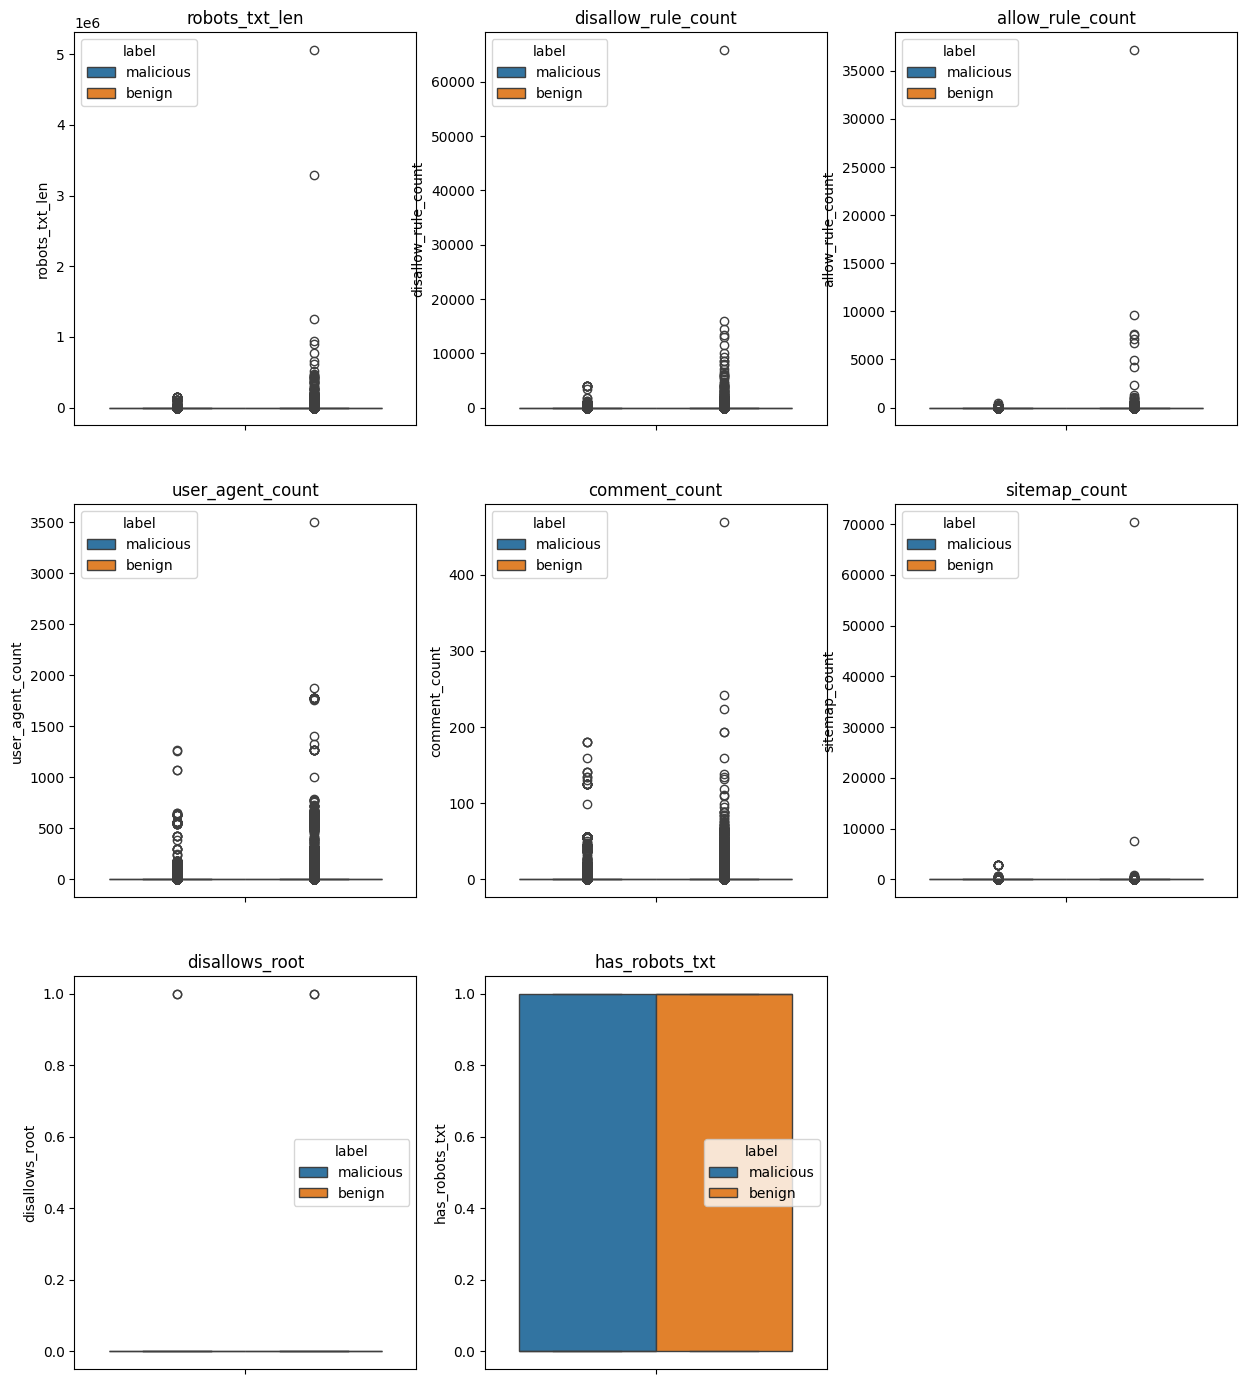 robots_txt_len
1e6
label
malicious
benign
robots_txt_len
5
4
3
2
1
0
disallow_rule_count
label
malicious
benign
disallow_rule_count
60000
50000
40000
30000
20000
10000
0
allow_rule_count
label
malicious
benign
allow_rule_count
35000
30000
25000
20000
15000
10000
5000
0
user_agent_count
label
malicious
benign
user_agent_count
3500
3000
2500
2000
1500
1000
500
0
comment_count
label
malicious
benign
comment_count
400
300
200
100
0
sitemap_count
label
malicious
benign
sitemap_count
70000
60000
50000
40000
30000
20000
10000
0
disallows_root
label
malicious
benign
disallows_root
1.0
0.8
0.6
0.4
0.2
0.0
has_robots_txt
label
malicious
benign
has_robots_txt
1.0
0.8
0.6
0.4
0.2
0.0